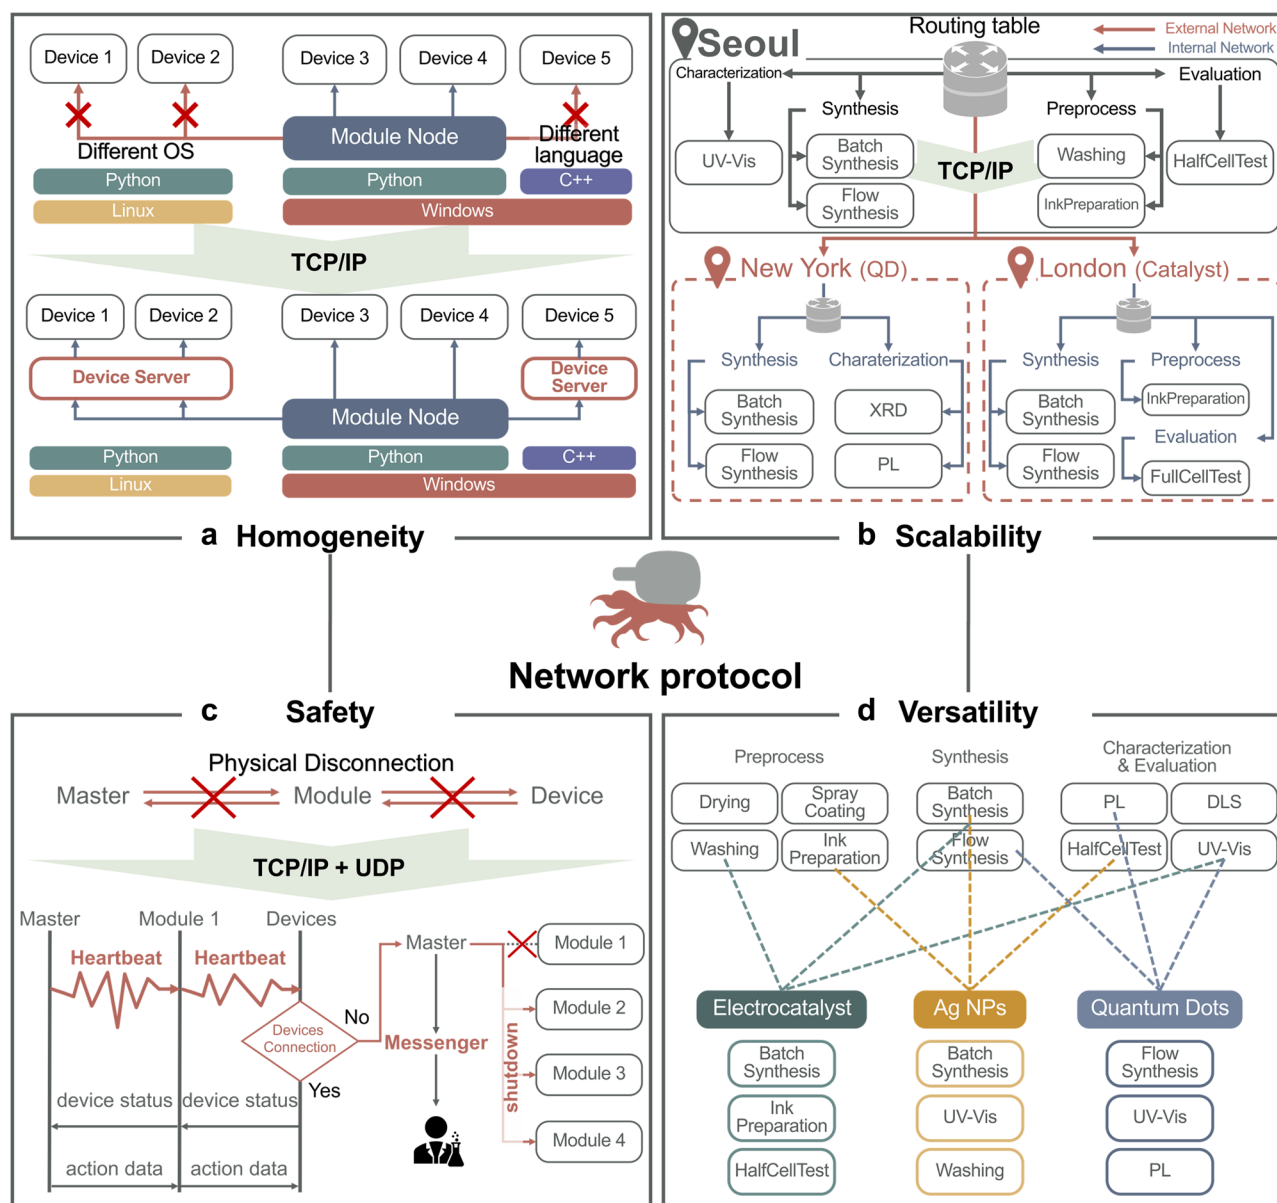 Device 1
Device 2
Device 3
Device 4
Device 5
Module Node
Different OS
Different
language
Python
Python
C++
Linux
Windows
TCP/IP
Device 1
Device 2
Device 3
Device 4
Device 5
Device Server
Device
Server
Module Node
Python
Python
C++
Linux
Windows
a Homogeneity
Routing table
External Network
Internal Network
Seoul
Characterization
Evaluation
Synthesis
Preprocess
UV-Vis
Batch
Synthesis
Flow
Synthesis
TCP/IP
Washing
InkPreparation
HalfCellTest
New York (QD)
Synthesis
Charaterization
Batch
Synthesis
Flow
Synthesis
XRD
PL
London (Catalyst)
Synthesis
Preprocess
Batch
Synthesis
Flow
Synthesis
InkPreparation
Evaluation
FullCellTest
b Scalability
Network protocol
c Safety
Physical Disconnection
Master
Module
Device
TCP/IP + UDP
Master
Module 1
Devices
Heartbeat
Heartbeat
Devices
Connection
No
Yes
device status
device status
action data
action data
Master
Messenger
shutdown
Module 1
Module 2
Module 3
Module 4
d Versatility
Preprocess
Synthesis
Characterization
& Evaluation
Drying
Spray
Coating
Batch
Synthesis
PL
DLS
Washing
Ink
Preparation
Flow
Synthesis
HalfCellTest
UV-Vis
Electrocatalyst
Ag NPs
Quantum Dots
Batch
Synthesis
Ink
Preparation
HalfCellTest
Batch
Synthesis
UV-Vis
Washing
Flow
Synthesis
UV-Vis
PL